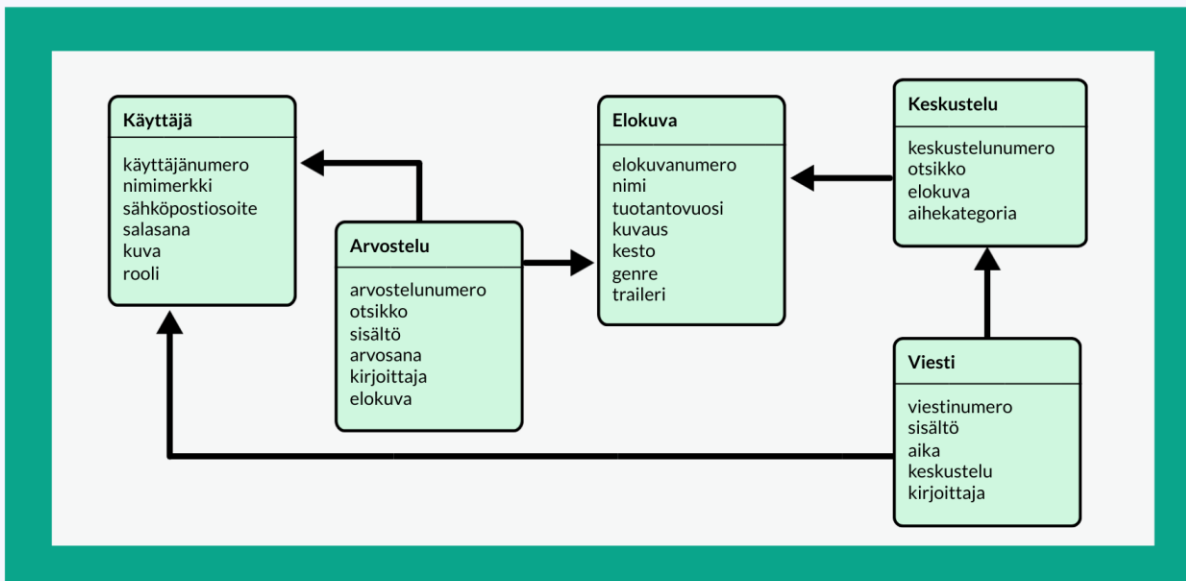 Käyttäjä
käyttäjänumero
nimimerkki
sähköpostiosoite
salasana
kuva
rooli
Arvostelu
arvostelunumero
otsikko
sisältö
arvosana
kirjoittaja
elokuva
Elokuva
elokuvanumero
nimi
tuotantovuosi
kuvaus
kesto
genre
traileri
Keskustelu
keskustelunumero
otsikko
elokuva
aihekategoria
Viesti
viestinumero
sisältö
aika
keskustelu
kirjoittaja